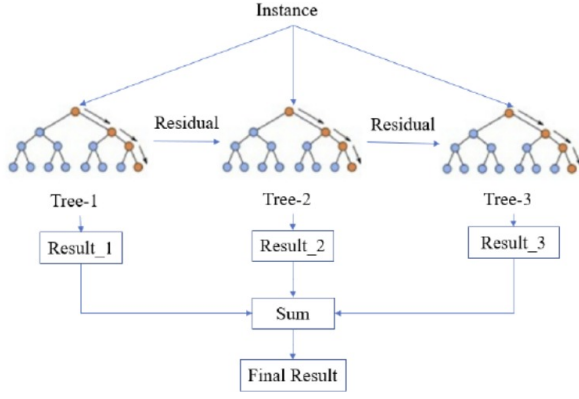 Instance
Residual
Residual
Tree-1
Tree-2
Tree-3
Result_1
Result_2
Result_3
Sum
Final Result